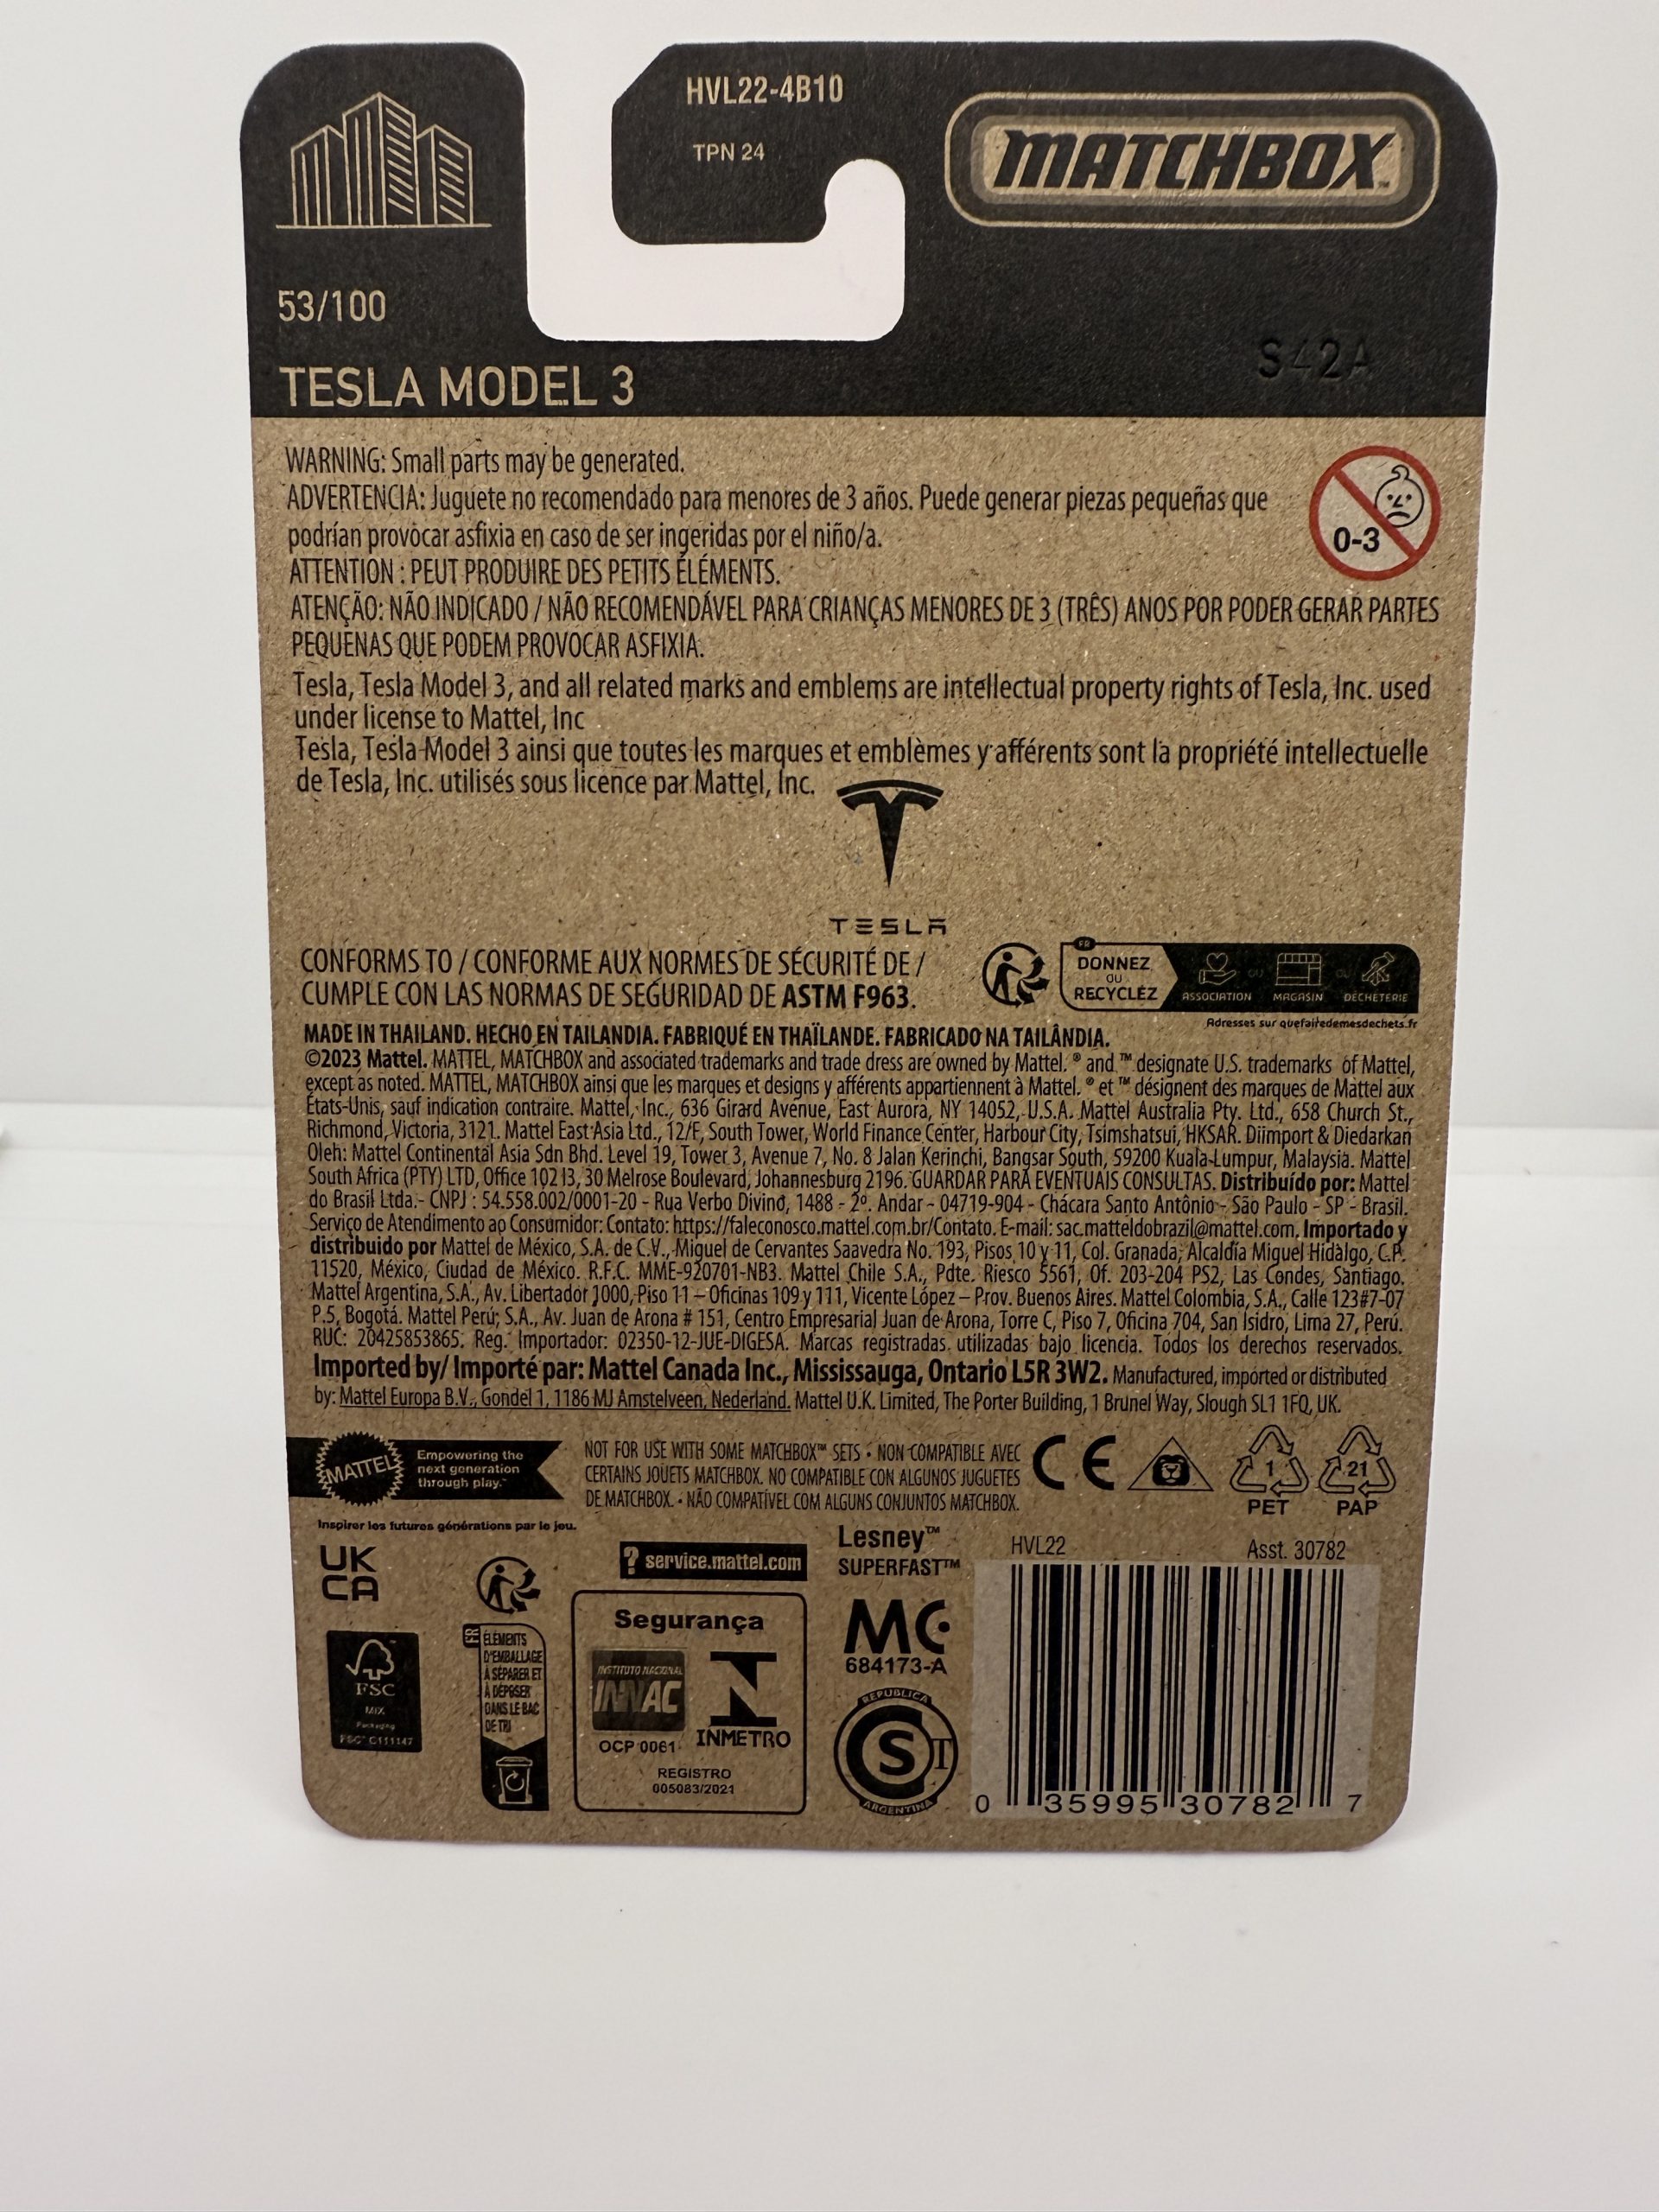 HVL22-4B10
TPN 24
MATCHBOX
53/100
S42A
TESLA MODEL 3
WARNING: Small parts may be generated.
ADVERTENCIA: Juguete no recomendado para menores de 3 años. Puede generar piezas pequeñas que
podrían provocar asfixia en caso de ser ingeridas por el niño/a.
0-3
ATTENTION : PEUT PRODUIRE DES PETITS ÉLÉMENTS.
ATENÇÃO: NÃO INDICADO / NÃO RECOMENDÁVEL PARA CRIANÇAS MENORES DE 3 (TRÊS) ANOS POR PODER GERAR PARTES
PEQUENAS QUE PODEM PROVOCAR ASFIXIA.
Tesla, Tesla Model 3, and all related marks and emblems are intellectual property rights of Tesla, Inc. used
under license to Mattel, Inc
Tesla, Tesla Model 3 ainsi que toutes les marques et emblèmes y afférents sont la propriété intellectuelle
de Tesla, Inc. utilisés sous licence par Mattel, Inc.
TESLA
CONFORMS TO / CONFORME AUX NORMES DE SÉCURITÉ DE /
CUMPLE CON LAS NORMAS DE SEGURIDAD DE ASTM F963.
FR
DONNEZ
OU
RECYCLEZ
ASSOCIATION OU MAGASIN OU DÉCHÈTERIE
Adresses sur quefairedemesdechets.fr
MADE IN THAILAND. HECHO EN TAILANDIA. FABRIQUÉ EN THAÏLANDE. FABRICADO NA TAILÂNDIA.
©2023 Mattel. MATTEL, MATCHBOX and associated trademarks and trade dress are owned by Mattel. ® and ™ designate U.S. trademarks of Mattel,
except as noted. MATTEL, MATCHBOX ainsi que les marques et designs y afférents appartiennent à Mattel. ® et ™ désignent des marques de Mattel aux
États-Unis, sauf indication contraire. Mattel, Inc., 636 Girard Avenue, East Aurora, NY 14052, U.S.A. Mattel Australia Pty. Ltd., 658 Church St.,
Richmond, Victoria, 3121. Mattel East Asia Ltd., 12/F, South Tower, World Finance Center, Harbour City, Tsimshatsui, HKSAR. Diimport & Diedarkan
Oleh: Mattel Continental Asia Sdn Bhd. Level 19, Tower 3, Avenue 7, No. 8 Jalan Kerinchi, Bangsar South, 59200 Kuala Lumpur, Malaysia. Mattel
South Africa (PTY) LTD, Office 10213, 30 Melrose Boulevard, Johannesburg 2196. GUARDAR PARA EVENTUAIS CONSULTAS. Distribuído por: Mattel
do Brasil Ltda.- CNPJ : 54.558.002/0001-20 - Rua Verbo Divino, 1488 - 2º. Andar - 04719-904 - Chácara Santo Antônio - São Paulo - SP - Brasil.
Serviço de Atendimento ao Consumidor: Contato: https://faleconosco.mattel.com.br/Contato. E-mail: sac.matteldobrazil@mattel.com. Importado y
distribuido por Mattel de México, S.A. de C.V., Miguel de Cervantes Saavedra No. 193, Pisos 10 y 11, Col. Granada, Alcaldía Miguel Hidalgo, C.P.
11520, México, Ciudad de México. R.F.C. MME-920701-NB3. Mattel Chile S.A., Pdte. Riesco 5561, Of. 203-204 PS2, Las Condes, Santiago.
Mattel Argentina, S.A., Av. Libertador 1000, Piso 11 – Oficinas 109 y 111, Vicente López – Prov. Buenos Aires. Mattel Colombia, S.A., Calle 123#7-07
P.5, Bogotá. Mattel Perú, S.A., Av. Juan de Arona # 151, Centro Empresarial Juan de Arona, Torre C, Piso 7, Oficina 704, San Isidro, Lima 27, Perú.
RUC: 20425853865. Reg. Importador: 02350-12-JUE-DIGESA. Marcas registradas utilizadas bajo licencia. Todos los derechos reservados.
Imported by/ Importé par: Mattel Canada Inc., Mississauga, Ontario L5R 3W2. Manufactured, imported or distributed
by: Mattel Europa B.V., Gondel 1, 1186 MJ Amstelveen, Nederland. Mattel U.K. Limited, The Porter Building, 1 Brunel Way, Slough SL1 1FQ, UK.
MATTEL
Empowering the
next generation
through play.™
Inspirer les futures générations par le jeu.
NOT FOR USE WITH SOME MATCHBOX™ SETS • NON COMPATIBLE AVEC
CERTAINS JOUETS MATCHBOX. NO COMPATIBLE CON ALGUNOS JUGUETES
DE MATCHBOX. • NÃO COMPATÍVEL COM ALGUNS CONJUNTOS MATCHBOX.
CE
1
PET
21
PAP
UK
CA
FSC
MIX
Packaging
FSC™ C111147
FR
ÉLÉMENTS
D'EMBALLAGE
À SÉPARER ET
À DÉPOSER
DANS LE BAC
DE TRI
? service.mattel.com
Segurança
INSTITUTO NACIONAL
INNAC
OCP 0061
INMETRO
REGISTRO
005083/2021
Lesney™
SUPERFAST™
MC
684173-A
REPUBLICA
S T
ARGENTINA
HVL22
Asst. 30782
0 35995 30782 7